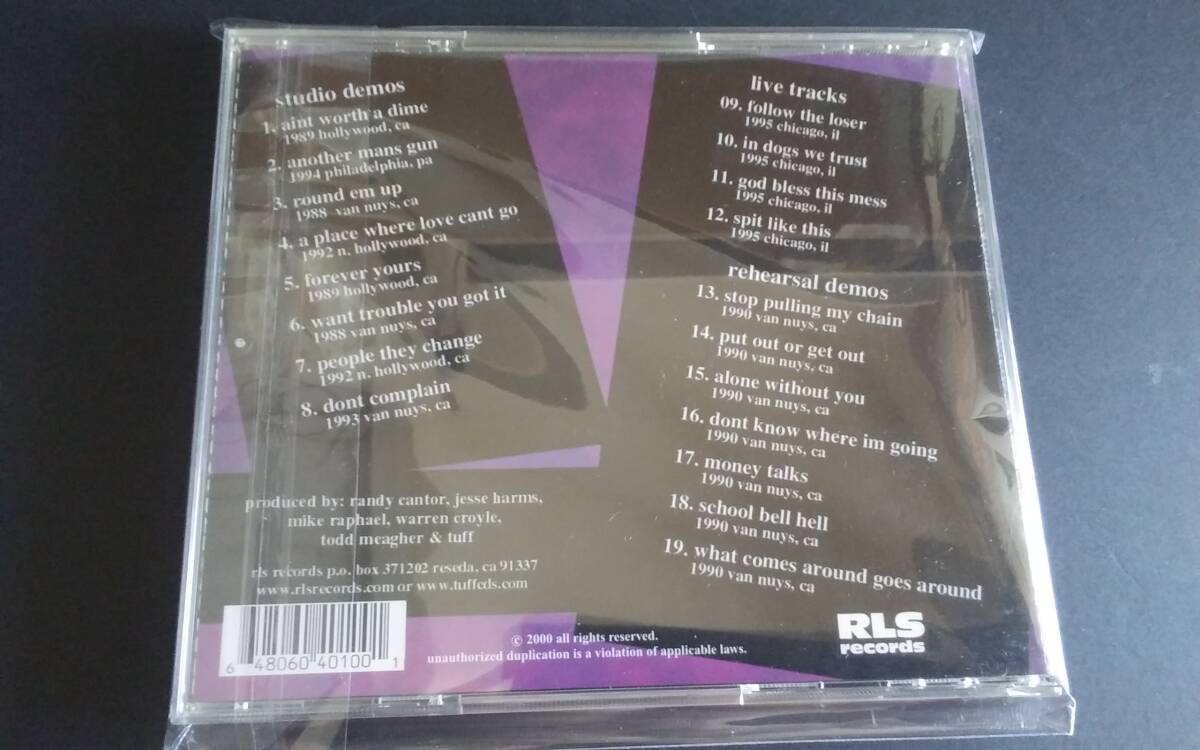 studio demos
1. aint worth a dime
1989 hollywood, ca
2. another mans gun
1994 philadelphia, pa
3. round em up
1988 van nuys, ca
4. a place where love cant go
1992 n. hollywood, ca
5. forever yours
1989 hollywood, ca
6. want trouble you got it
1988 van nuys, ca
7. people they change
1992 n. hollywood, ca
8. dont complain
1993 van nuys, ca
produced by: randy cantor, jesse harms,
mike raphael, warren croyle,
todd meagher & tuff
rls records p.o. box 371202 reseda, ca 91337
www.rlsrecords.com or www.tuffcds.com
6 48060 40100 1
live tracks
09. follow the loser
1995 chicago, il
10. in dogs we trust
1995 chicago, il
11. god bless this mess
1995 chicago, il
12. spit like this
1995 chicago, il
rehearsal demos
13. stop pulling my chain
1990 van nuys, ca
14. put out or get out
1990 van nuys, ca
15. alone without you
1990 van nuys, ca
16. dont know where im going
1990 van nuys, ca
17. money talks
1990 van nuys, ca
18. school bell hell
1990 van nuys, ca
19. what comes around goes around
1990 van nuys, ca
© 2000 all rights reserved.
unauthorized duplication is a violation of applicable laws.
RLS
records